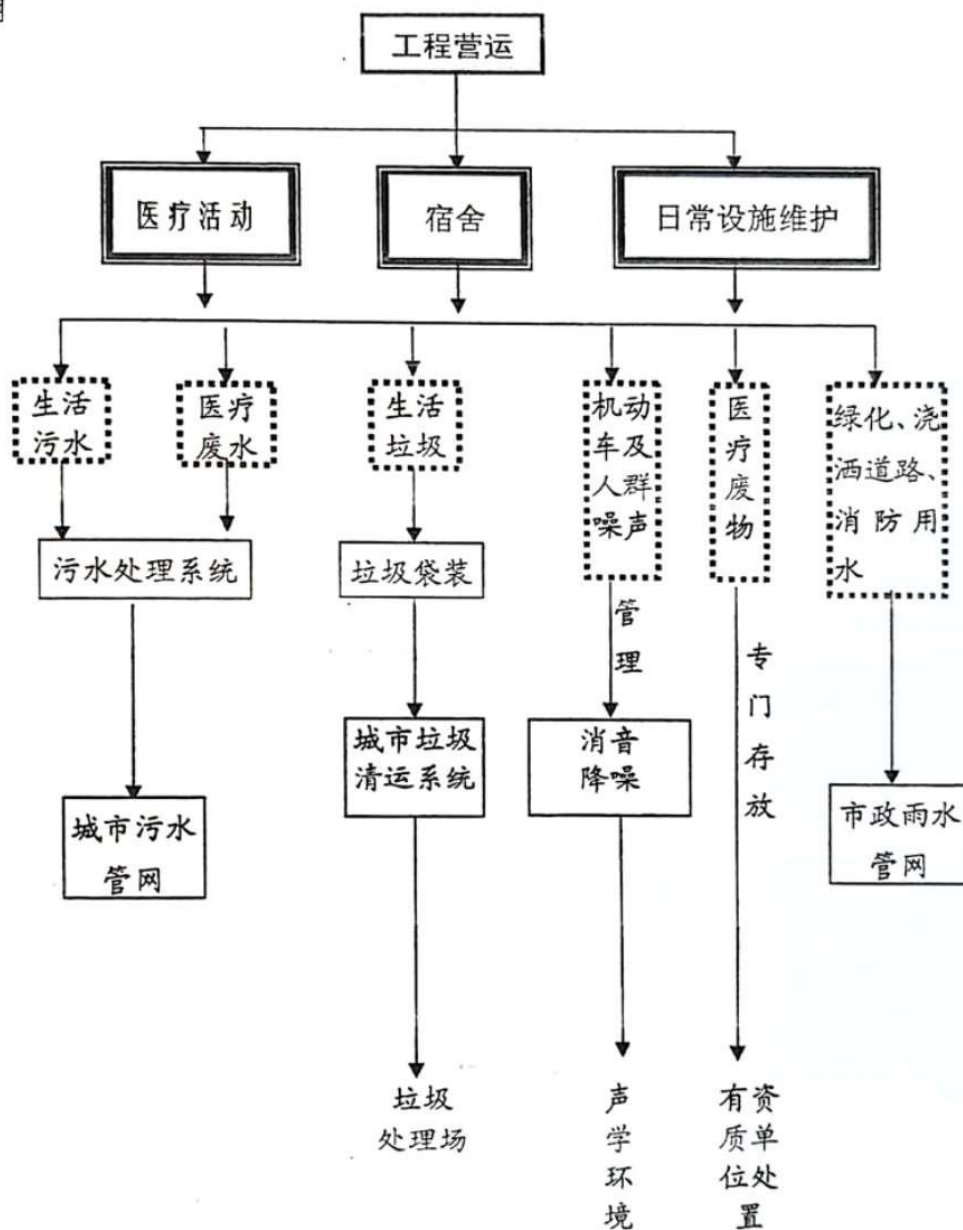 工程营运
医疗活动
宿舍
日常设施维护
生活
污水
医疗
废水
生活
垃圾
机动
车及
人群
噪声
医
疗
废
物
绿化、浇
洒道路、
消防用
水
污水处理系统
垃圾袋装
管
理
专
门
存
放
城市垃圾
清运系统
消音
降噪
城市污水
管网
市政雨水
管网
垃圾
处理场
声
学
环
境
有资
质单
位处
置